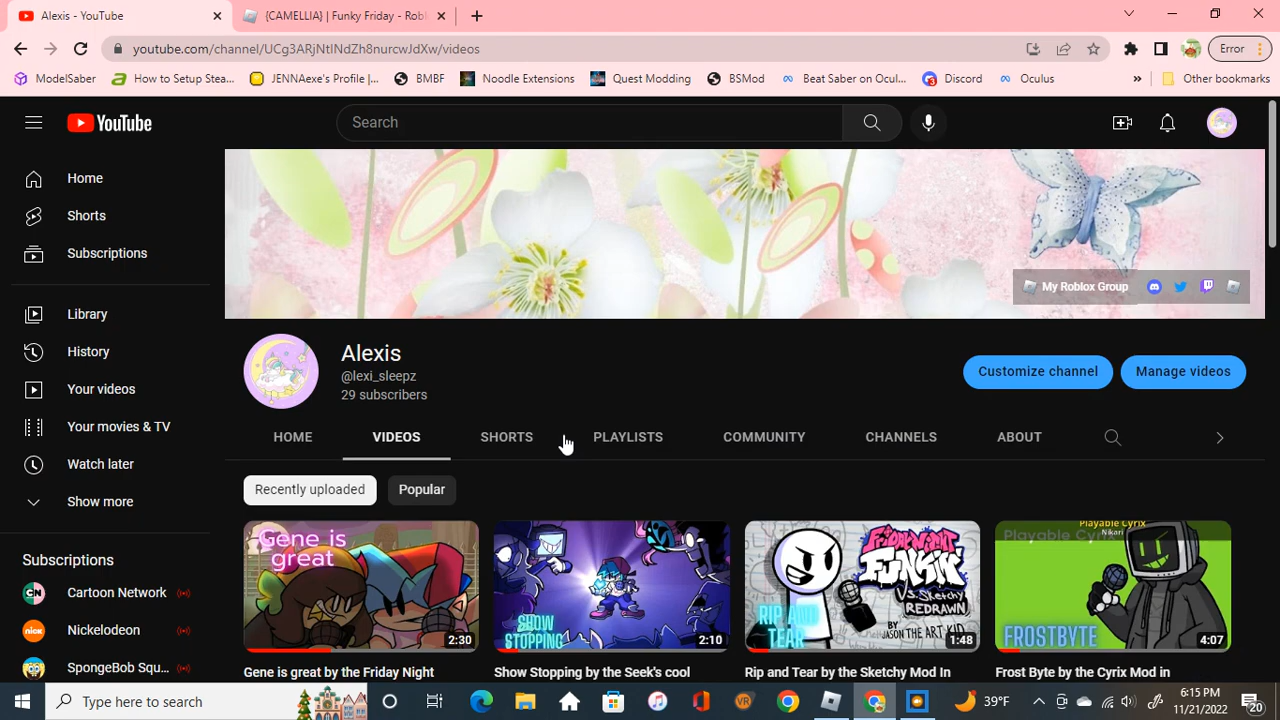 Alexis - YouTube
{CAMELLIA} | Funky Friday - Robl
youtube.com/channel/UCg3ARjNtlNdZh8nurcwJdXw/videos
Error
ModelSaber
How to Setup Stea...
JENNAexe's Profile |...
BMBF
Noodle Extensions
Quest Modding
BSMod
Beat Saber on Ocul...
Discord
Oculus
»
Other bookmarks
YouTube
Search
Home
Shorts
Subscriptions
Library
History
Your videos
Your movies & TV
Watch later
Show more
Subscriptions
Cartoon Network
Nickelodeon
SpongeBob Squ...
My Roblox Group
Alexis
@lexi_sleepz
29 subscribers
Customize channel
Manage videos
HOME
VIDEOS
SHORTS
PLAYLISTS
COMMUNITY
CHANNELS
ABOUT
Recently uploaded
Popular
Gene is
great
2:30
Gene is great by the Friday Night
SHOW
STOPPING
2:10
Show Stopping by the Seek's cool
RIP AND
TEAR
FRIDAY NIGHT
FUNKIN'
VS. SKETCHY
REDRAWN
BY
JASON THE ART KID
1:48
Rip and Tear by the Sketchy Mod In
Playable Cyrix
Nikari
Playable Cyrix
FROSTBYTE
4:07
Frost Byte by the Cyrix Mod in
Type here to search
39°F
6:15 PM
11/21/2022
20